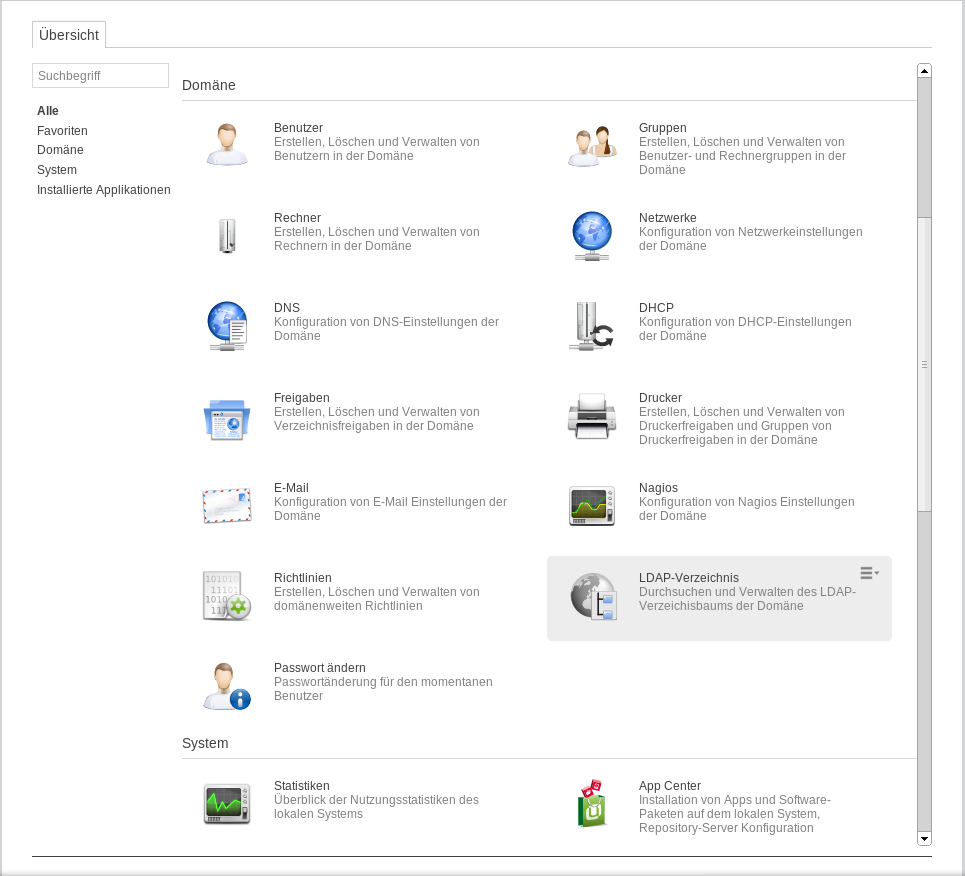 Übersicht
Suchbegriff
Alle
Favoriten
Domäne
System
Installierte Applikationen
Domäne
Benutzer
Erstellen, Löschen und Verwalten von
Benutzern in der Domäne
Gruppen
Erstellen, Löschen und Verwalten von
Benutzer- und Rechnergruppen in der
Domäne
Rechner
Erstellen, Löschen und Verwalten von
Rechnern in der Domäne
Netzwerke
Konfiguration von Netzwerkeinstellungen
der Domäne
DNS
Konfiguration von DNS-Einstellungen der
Domäne
DHCP
Konfiguration von DHCP-Einstellungen
der Domäne
Freigaben
Erstellen, Löschen und Verwalten von
Verzeichnisfreigaben in der Domäne
Drucker
Erstellen, Löschen und Verwalten von
Druckerfreigaben und Gruppen von
Druckerfreigaben in der Domäne
E-Mail
Konfiguration von E-Mail Einstellungen der
Domäne
Nagios
Konfiguration von Nagios Einstellungen
der Domäne
Richtlinien
Erstellen, Löschen und Verwalten von
domänenweiten Richtlinien
LDAP-Verzeichnis
Durchsuchen und Verwalten des LDAP-
Verzeichisbaums der Domäne
Passwort ändern
Passwortänderung für den momentanen
Benutzer
System
Statistiken
Überblick der Nutzungsstatistiken des
lokalen Systems
App Center
Installation von Apps und Software-
Paketen auf dem lokalen System,
Repository-Server Konfiguration